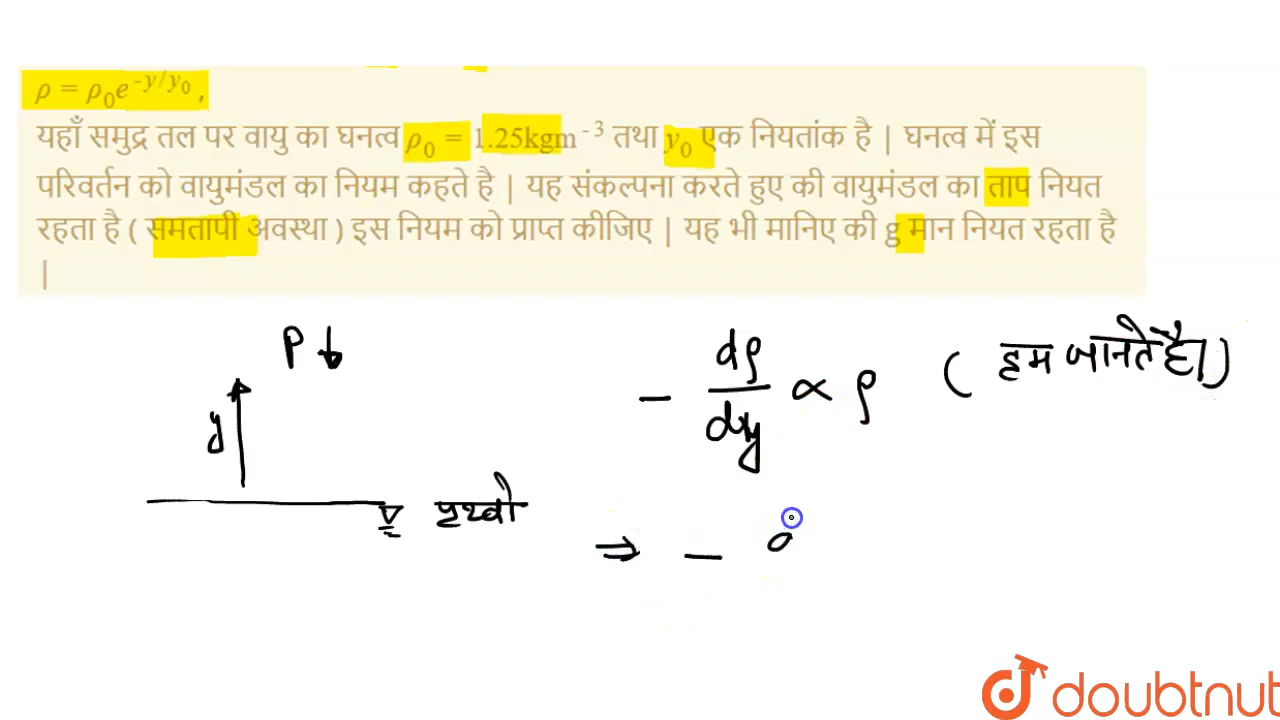 ρ = ρ₀e^(-y/y₀),
यहाँ समुद्र तल पर वायु का घनत्व ρ₀ = 1.25kgm⁻³ तथा y₀ एक नियतांक है | घनत्व में इस
परिवर्तन को वायुमंडल का नियम कहते है | यह संकल्पना करते हुए की वायुमंडल का ताप नियत
रहता है ( समतापी अवस्था ) इस नियम को प्राप्त कीजिए | यह भी मानिए की g मान नियत रहता है
|
P ↓
y
पृथ्वी
- dρ/dy ∝ ρ ( हम जानते है।)
⇒ -
doubtnut